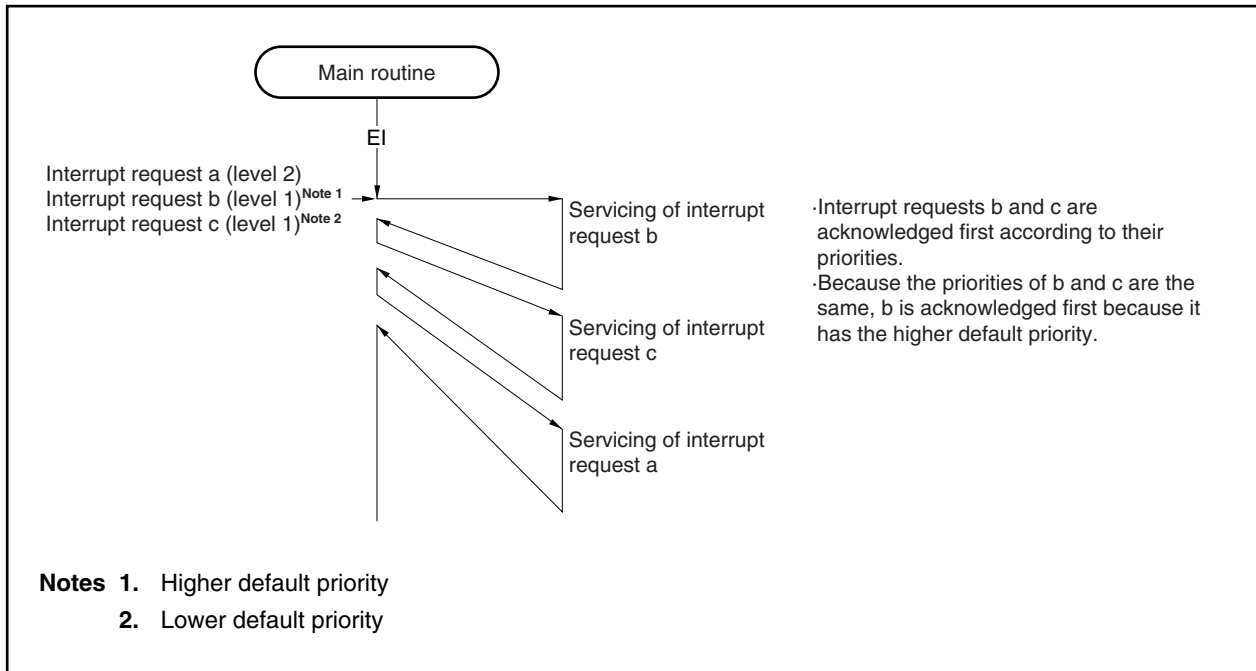 Main routine
EI
Interrupt request a (level 2)
Interrupt request b (level 1)Note 1
Interrupt request c (level 1)Note 2
Servicing of interrupt
request b
·Interrupt requests b and c are
acknowledged first according to their
priorities.
·Because the priorities of b and c are the
same, b is acknowledged first because it
has the higher default priority.
Servicing of interrupt
request c
Servicing of interrupt
request a
Notes 1. Higher default priority
2. Lower default priority